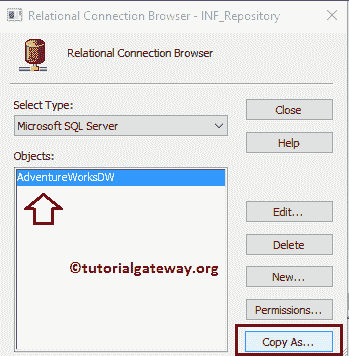 Relational Connection Browser - INF_Repository
Relational Connection Browser
Select Type:
Microsoft SQL Server
Close
Help
Objects:
AdventureWorksDW
Edit...
Delete
New...
Permissions...
Copy As...
©tutorialgateway.org